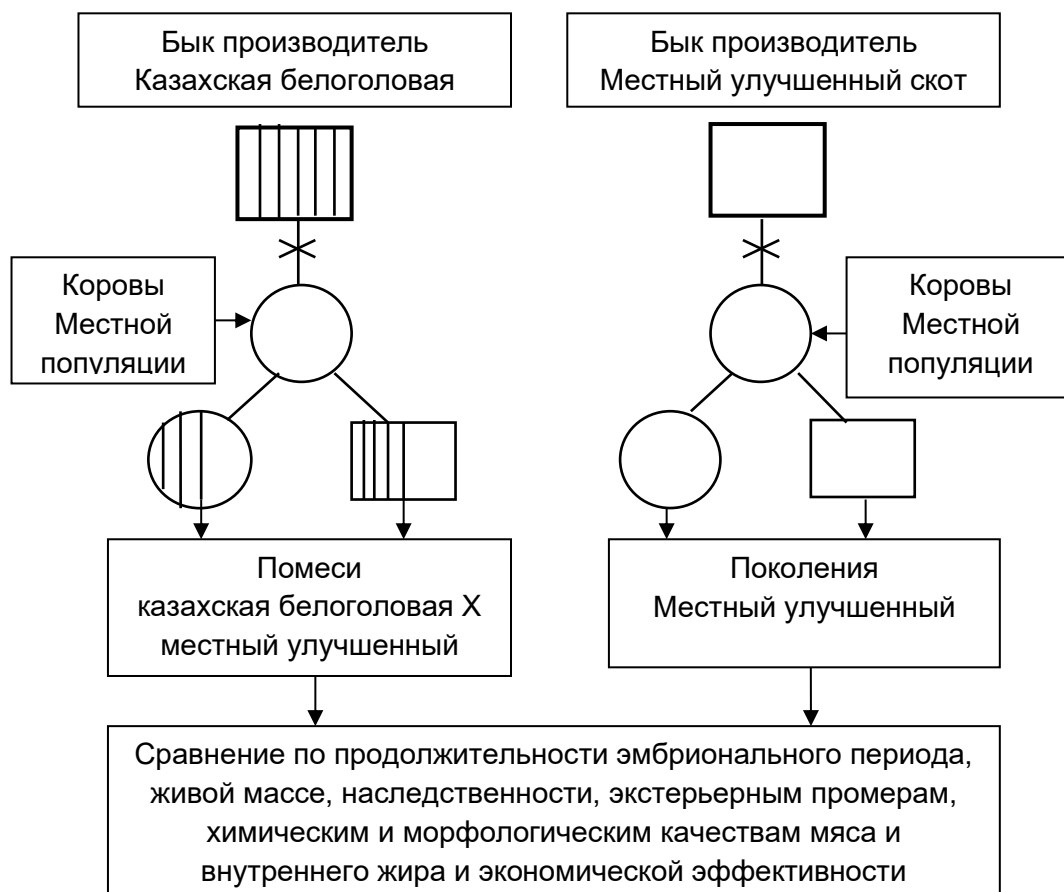 Бык производитель
Казахская белоголовая
Бык производитель
Местный улучшенный скот
Коровы
Местной
популяции
Коровы
Местной
популяции
Помеси
казахская белоголовая Х
местный улучшенный
Поколения
Местный улучшенный
Сравнение по продолжительности эмбрионального периода,
живой массе, наследственности, экстерьерным промерам,
химическим и морфологическим качествам мяса и
внутреннего жира и экономической эффективности